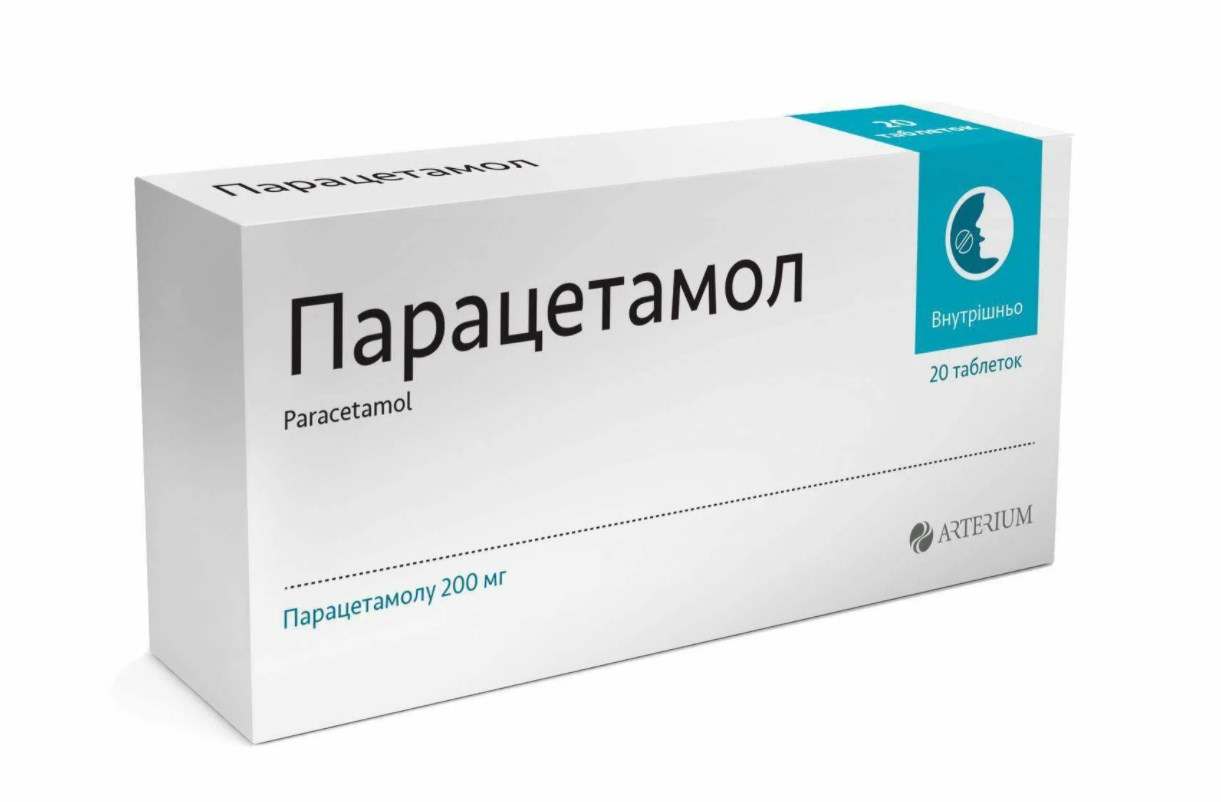 Парацетамол
20
таблеток
Парацетамол
Paracetamol
Внутрішньо
20 таблеток
ARTERIUM
Парацетамолу 200 мг